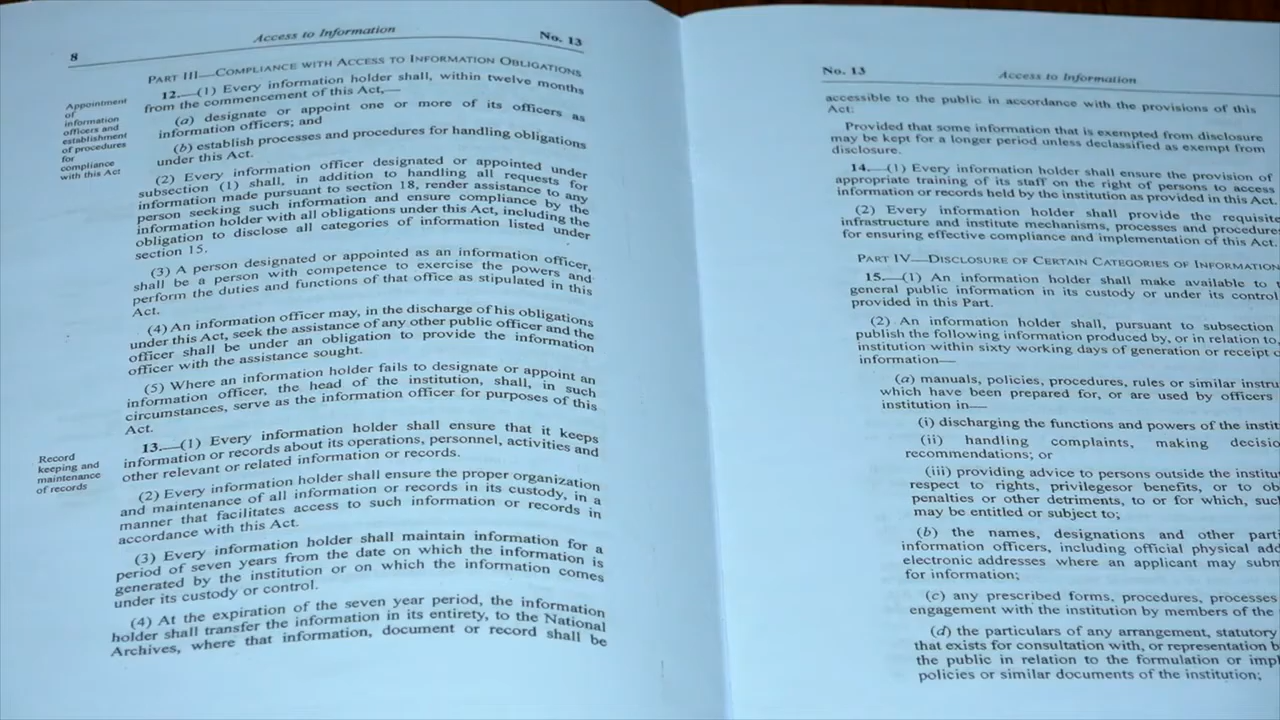 8
Access to Information
No. 13
PART III—COMPLIANCE WITH ACCESS TO INFORMATION OBLIGATIONS
Appointment
of
information
officers and
establishment
of procedures
for
compliance
with this Act
12.—(1) Every information holder shall, within twelve months
from the commencement of this Act,—
(a) designate or appoint one or more of its officers as
information officers; and
(b) establish processes and procedures for handling obligations
under this Act.
(2) Every information officer designated or appointed under
subsection (1) shall, in addition to handling all requests for
information made pursuant to section 18, render assistance to any
person seeking such information and ensure compliance by the
information holder with all obligations under this Act, including the
obligation to disclose all categories of information listed under
section 15.
(3) A person designated or appointed as an information officer,
shall be a person with competence to exercise the powers and
perform the duties and functions of that office as stipulated in this
Act.
(4) An information officer may, in the discharge of his obligations
under this Act, seek the assistance of any other public officer and the
officer shall be under an obligation to provide the information
officer with the assistance sought.
(5) Where an information holder fails to designate or appoint an
information officer, the head of the institution, shall, in such
circumstances, serve as the information officer for purposes of this
Act.
Record
keeping and
maintenance
of records
13.—(1) Every information holder shall ensure that it keeps
information or records about its operations, personnel, activities and
other relevant or related information or records.
(2) Every information holder shall ensure the proper organization
and maintenance of all information or records in its custody, in a
manner that facilitates access to such information or records in
accordance with this Act.
(3) Every information holder shall maintain information for a
period of seven years from the date on which the information is
generated by the institution or on which the information comes
under its custody or control.
(4) At the expiration of the seven year period, the information
holder shall transfer the information in its entirety, to the National
Archives, where that information, document or record shall be
No. 13
Access to Information
accessible to the public in accordance with the provisions of this
Act:
Provided that some information that is exempted from disclosure
may be kept for a longer period unless declassified as exempt from
disclosure.
14.—(1) Every information holder shall ensure the provision of
appropriate training of its staff on the right of persons to access
information or records held by the institution as provided in this Act.
(2) Every information holder shall provide the requisite
infrastructure and institute mechanisms, processes and procedures
for ensuring effective compliance and implementation of this Act.
PART IV—DISCLOSURE OF CERTAIN CATEGORIES OF INFORMATION
15.—(1) An information holder shall make available to t
general public information in its custody or under its control
provided in this Part.
(2) An information holder shall, pursuant to subsection
publish the following information produced by, or in relation to,
institution within sixty working days of generation or receipt o
information—
(a) manuals, policies, procedures, rules or similar instru
which have been prepared for, or are used by officers
institution in—
(i) discharging the functions and powers of the instit
(ii) handling complaints, making decisio
recommendations; or
(iii) providing advice to persons outside the institu
respect to rights, privilegesor benefits, or to ob
penalties or other detriments, to or for which, suc
may be entitled or subject to;
(b) the names, designations and other parti
information officers, including official physical add
electronic addresses where an applicant may subm
for information;
(c) any prescribed forms, procedures, processes
engagement with the institution by members of the
(d) the particulars of any arrangement, statutory
that exists for consultation with, or representation b
the public in relation to the formulation or impl
policies or similar documents of the institution;